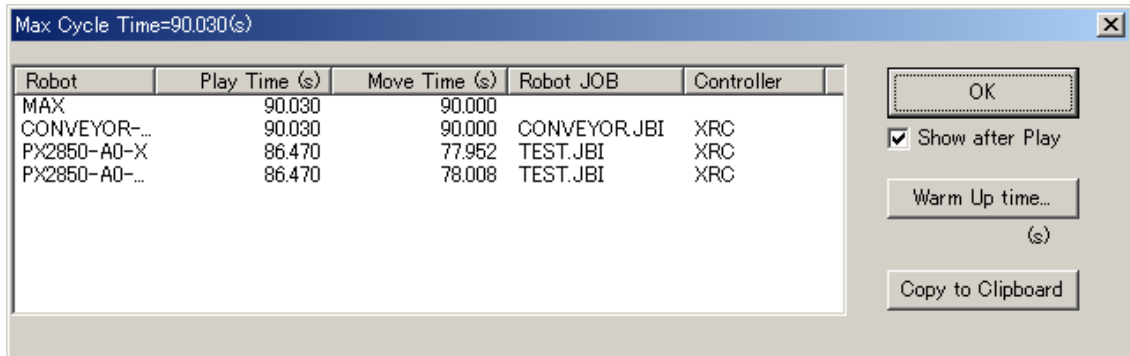 Max Cycle Time=90.030(s)
Robot Play Time (s) Move Time (s) Robot JOB Controller
MAX 90.030 90.000
CONVEYOR-... 90.030 90.000 CONVEYOR.JBI XRC
PX2850-A0-X 86.470 77.952 TEST.JBI XRC
PX2850-A0-... 86.470 78.008 TEST.JBI XRC
OK
Show after Play
Warm Up time...
(s)
Copy to Clipboard